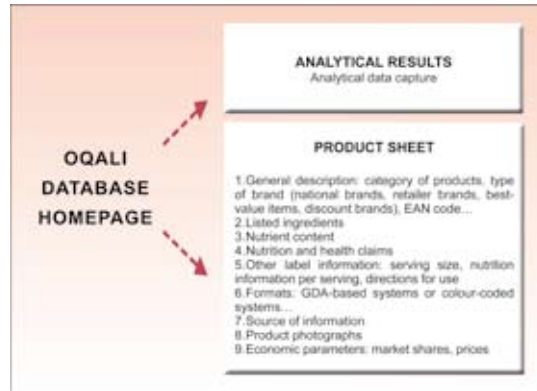 OQALI
DATABASE
HOMEPAGE
ANALYTICAL RESULTS
Analytical data capture
PRODUCT SHEET
1.General description: category of products, type
of brand (national brands, retailer brands, best-
value items, discount brands), EAN code...
2.Listed ingredients
3.Nutrient content
4.Nutrition and health claims
5.Other label information: serving size, nutrition
information per serving, directions for use
6.Formats: GDA-based systems or colour-coded
systems...
7.Source of information
8.Product photographs
9.Economic parameters: market shares, prices